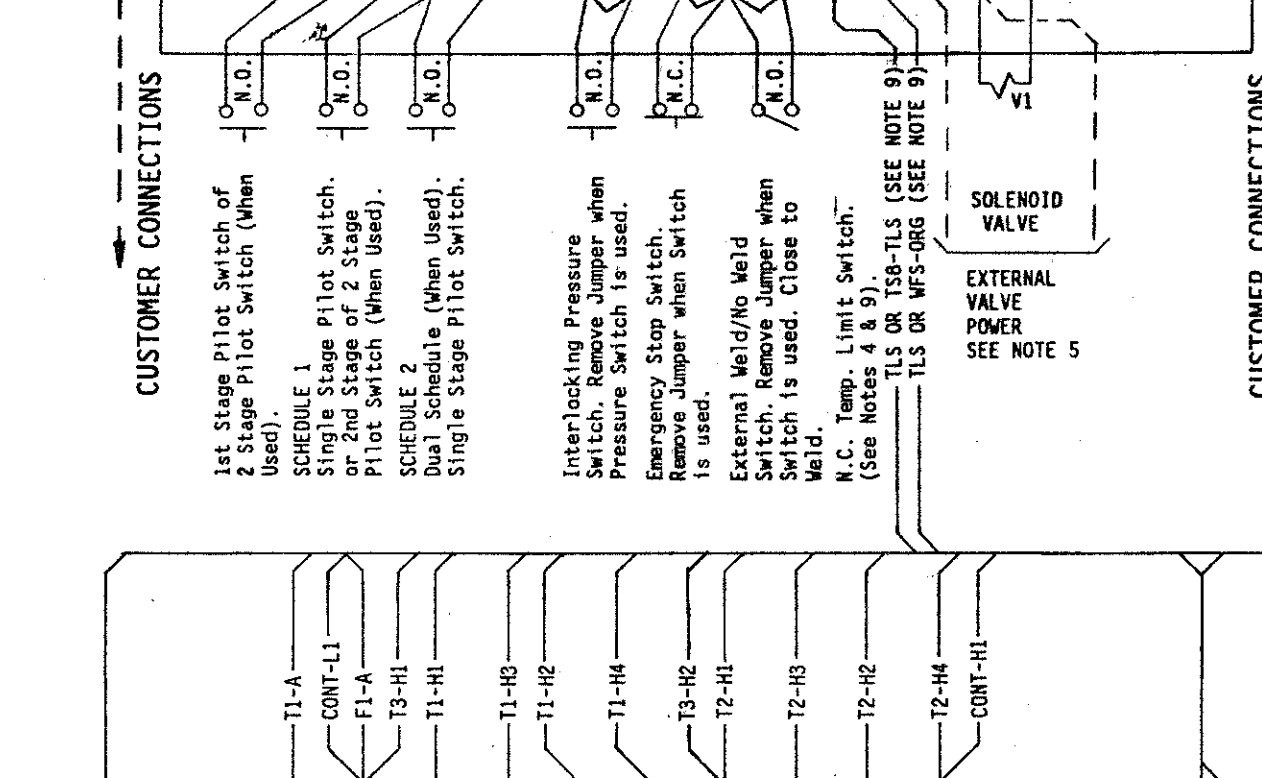 CUSTOMER CONNECTIONS
N.O.
N.O.
N.O.
N.O.
N.C.
N.O.
1st Stage Pilot Switch of
2 Stage Pilot Switch (When
Used).
SCHEDULE 1
Single Stage Pilot Switch.
or 2nd Stage of 2 Stage
Pilot Switch (When Used).
SCHEDULE 2
Dual Schedule (When Used).
Single Stage Pilot Switch.
Interlocking Pressure
Switch. Remove Jumper when
Pressure Switch is used.
Emergency Stop Switch.
Remove Jumper when Switch
is used.
External Weld/No Weld
Switch. Remove Jumper when
Switch is used. Close to
Weld.
N.C. Temp. Limit Switch.
(See Notes 4 & 9).
TLS OR TS8-TLS (SEE NOTE 9)
TLS OR WFS-ORG (SEE NOTE 9)
V1
SOLENOID
VALVE
EXTERNAL
VALVE
POWER
SEE NOTE 5
CUSTOMER CONNECTIONS
T1-A
CONT-L1
F1-A
T3-H1
T1-H1
T1-H3
T1-H2
T1-H4
T3-H2
T2-H1
T2-H3
T2-H2
T2-H4
CONT-H1